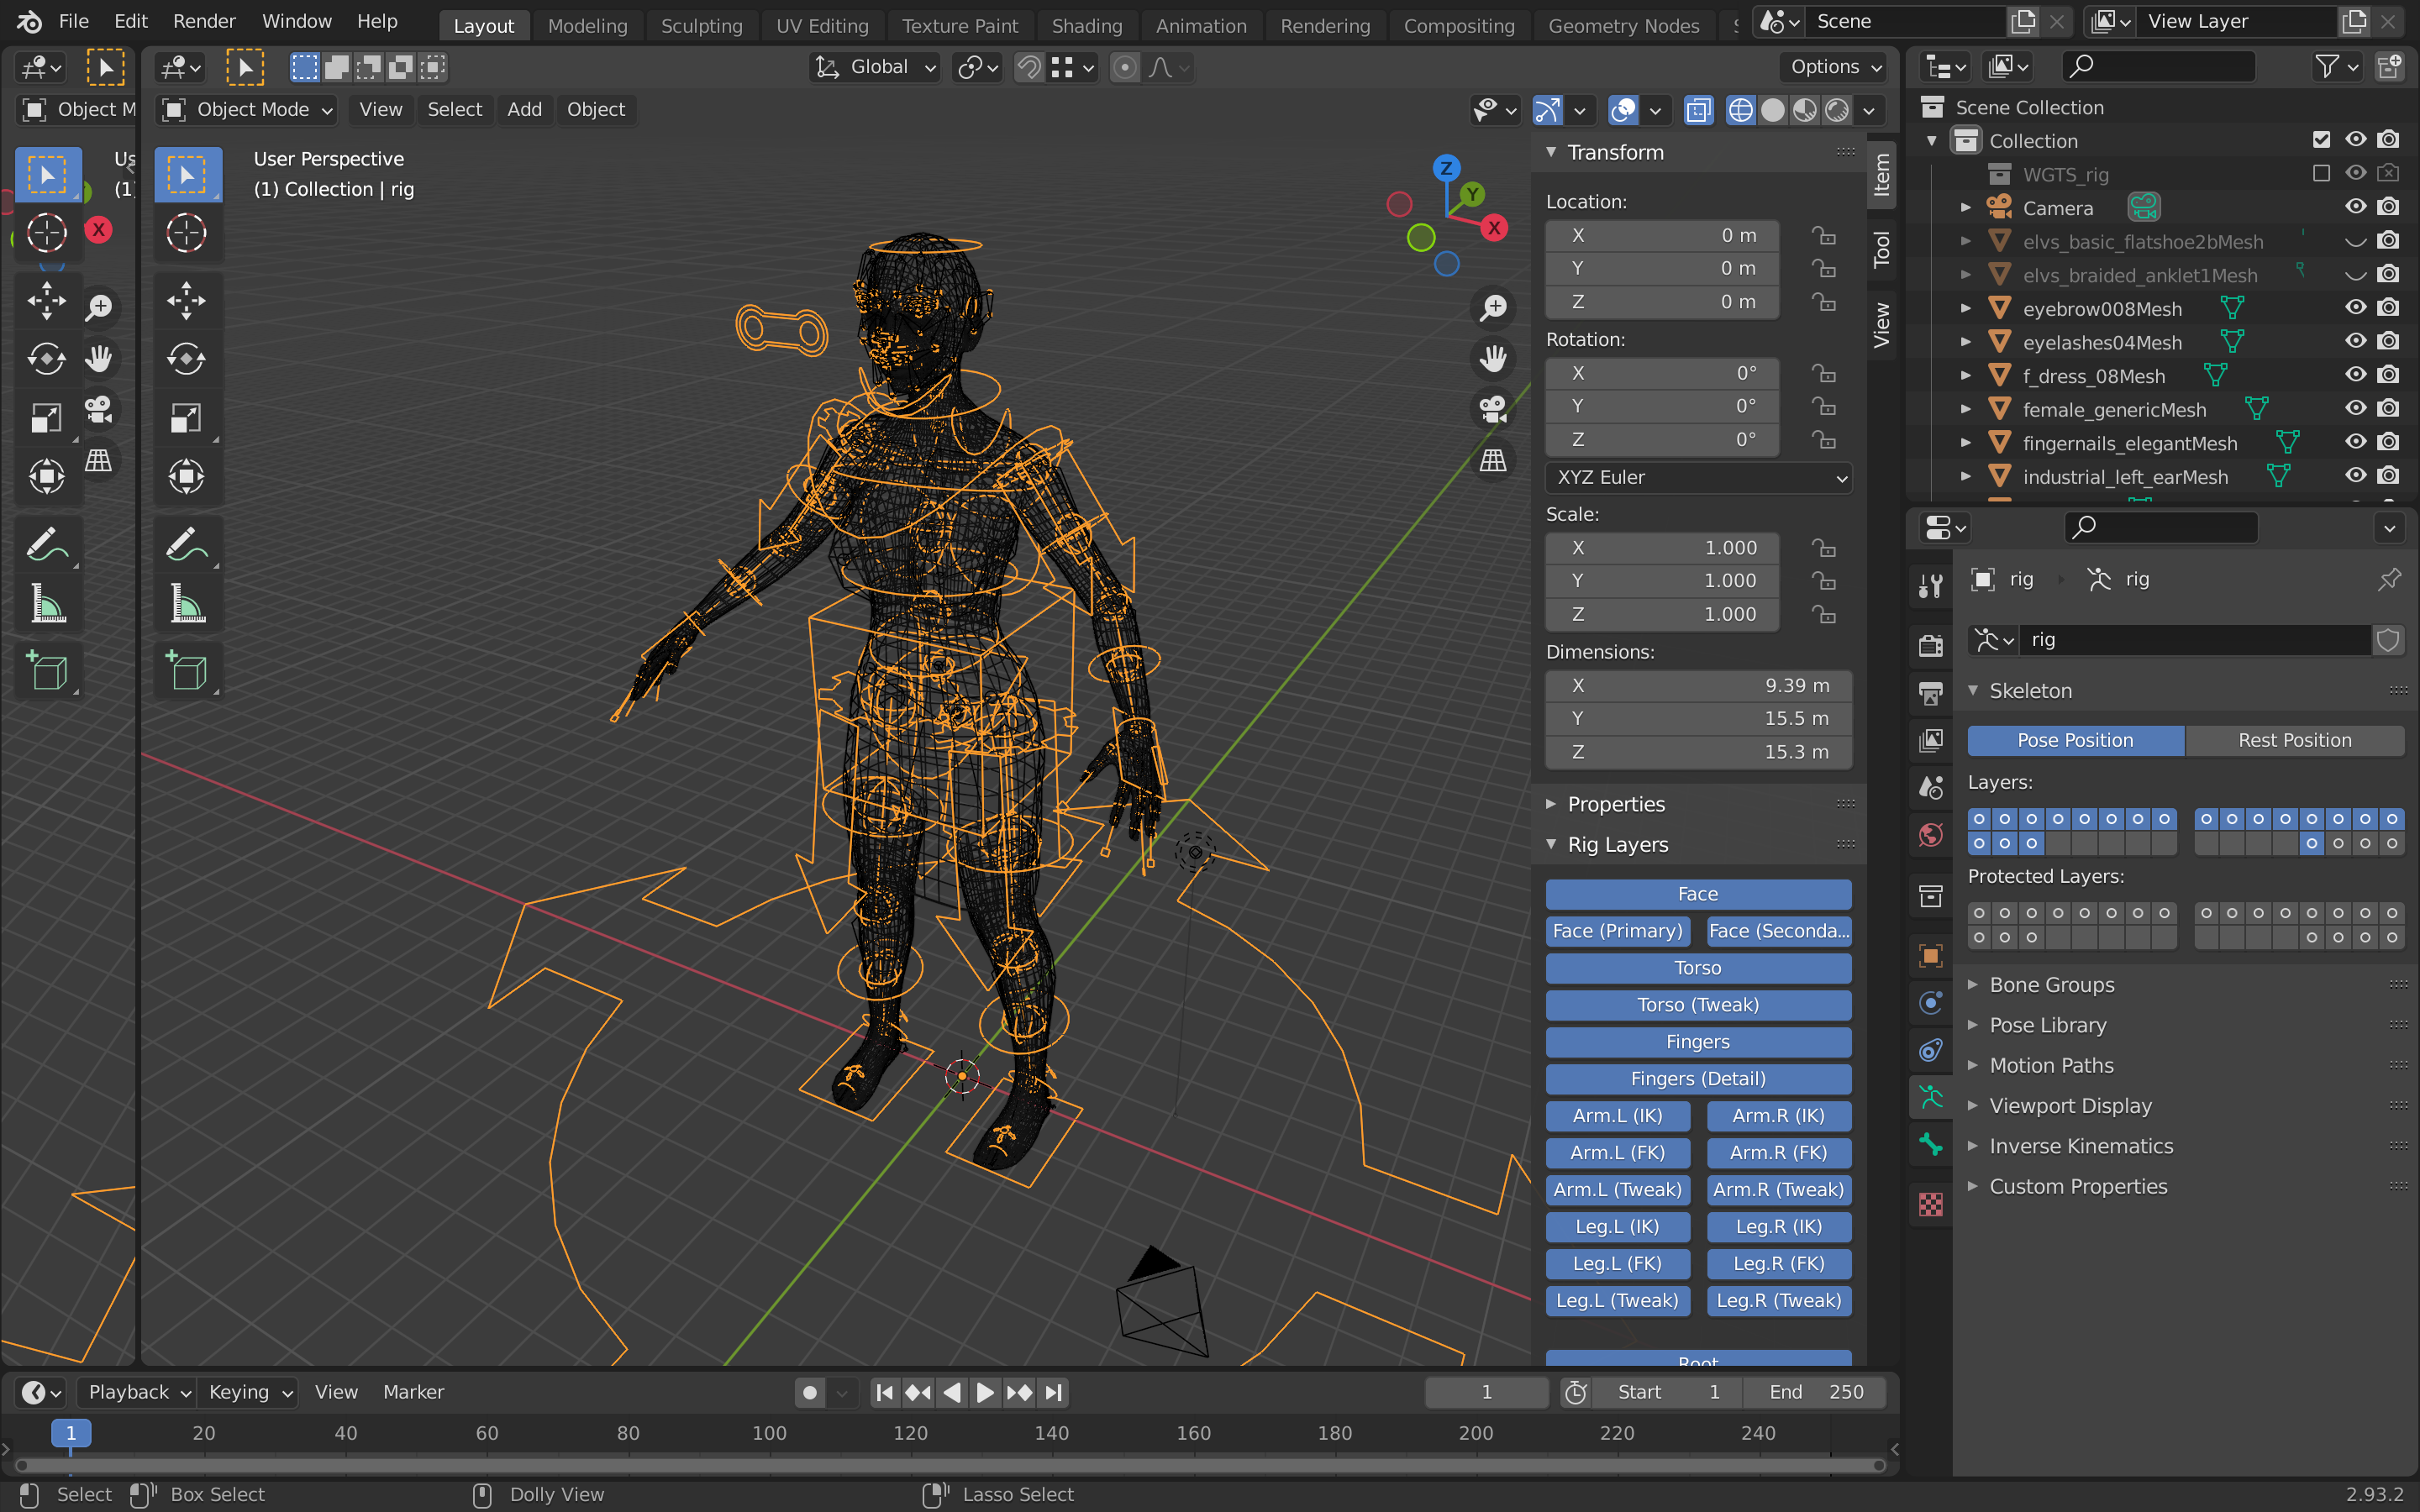 File Edit Render Window Help Layout Modeling Sculpting UV Editing Texture Paint Shading Animation Rendering Compositing Geometry Nodes Scene View Layer
Global Options
Object M Object Mode View Select Add Object
User Perspective
(1) Collection | rig
Us
(1)
X
Z
Y
X
Item
Tool
View
Transform
Location:
X 0 m
Y 0 m
Z 0 m
Rotation:
X 0°
Y 0°
Z 0°
XYZ Euler
Scale:
X 1.000
Y 1.000
Z 1.000
Dimensions:
X 9.39 m
Y 15.5 m
Z 15.3 m
Properties
Rig Layers
Face
Face (Primary) Face (Seconda...
Torso
Torso (Tweak)
Fingers
Fingers (Detail)
Arm.L (IK) Arm.R (IK)
Arm.L (FK) Arm.R (FK)
Arm.L (Tweak) Arm.R (Tweak)
Leg.L (IK) Leg.R (IK)
Leg.L (FK) Leg.R (FK)
Leg.L (Tweak) Leg.R (Tweak)
Root
Scene Collection
Collection
WGTS_rig
Camera
elvs_basic_flatshoe2bMesh
elvs_braided_anklet1Mesh
eyebrow008Mesh
eyelashes04Mesh
f_dress_08Mesh
female_genericMesh
fingernails_elegantMesh
industrial_left_earMesh
rig rig
rig
Skeleton
Pose Position Rest Position
Layers:
Protected Layers:
Bone Groups
Pose Library
Motion Paths
Viewport Display
Inverse Kinematics
Custom Properties
Playback Keying View Marker 1 Start 1 End 250
1 20 40 60 80 100 120 140 160 180 200 220 240
Select Box Select Dolly View Lasso Select 2.93.2